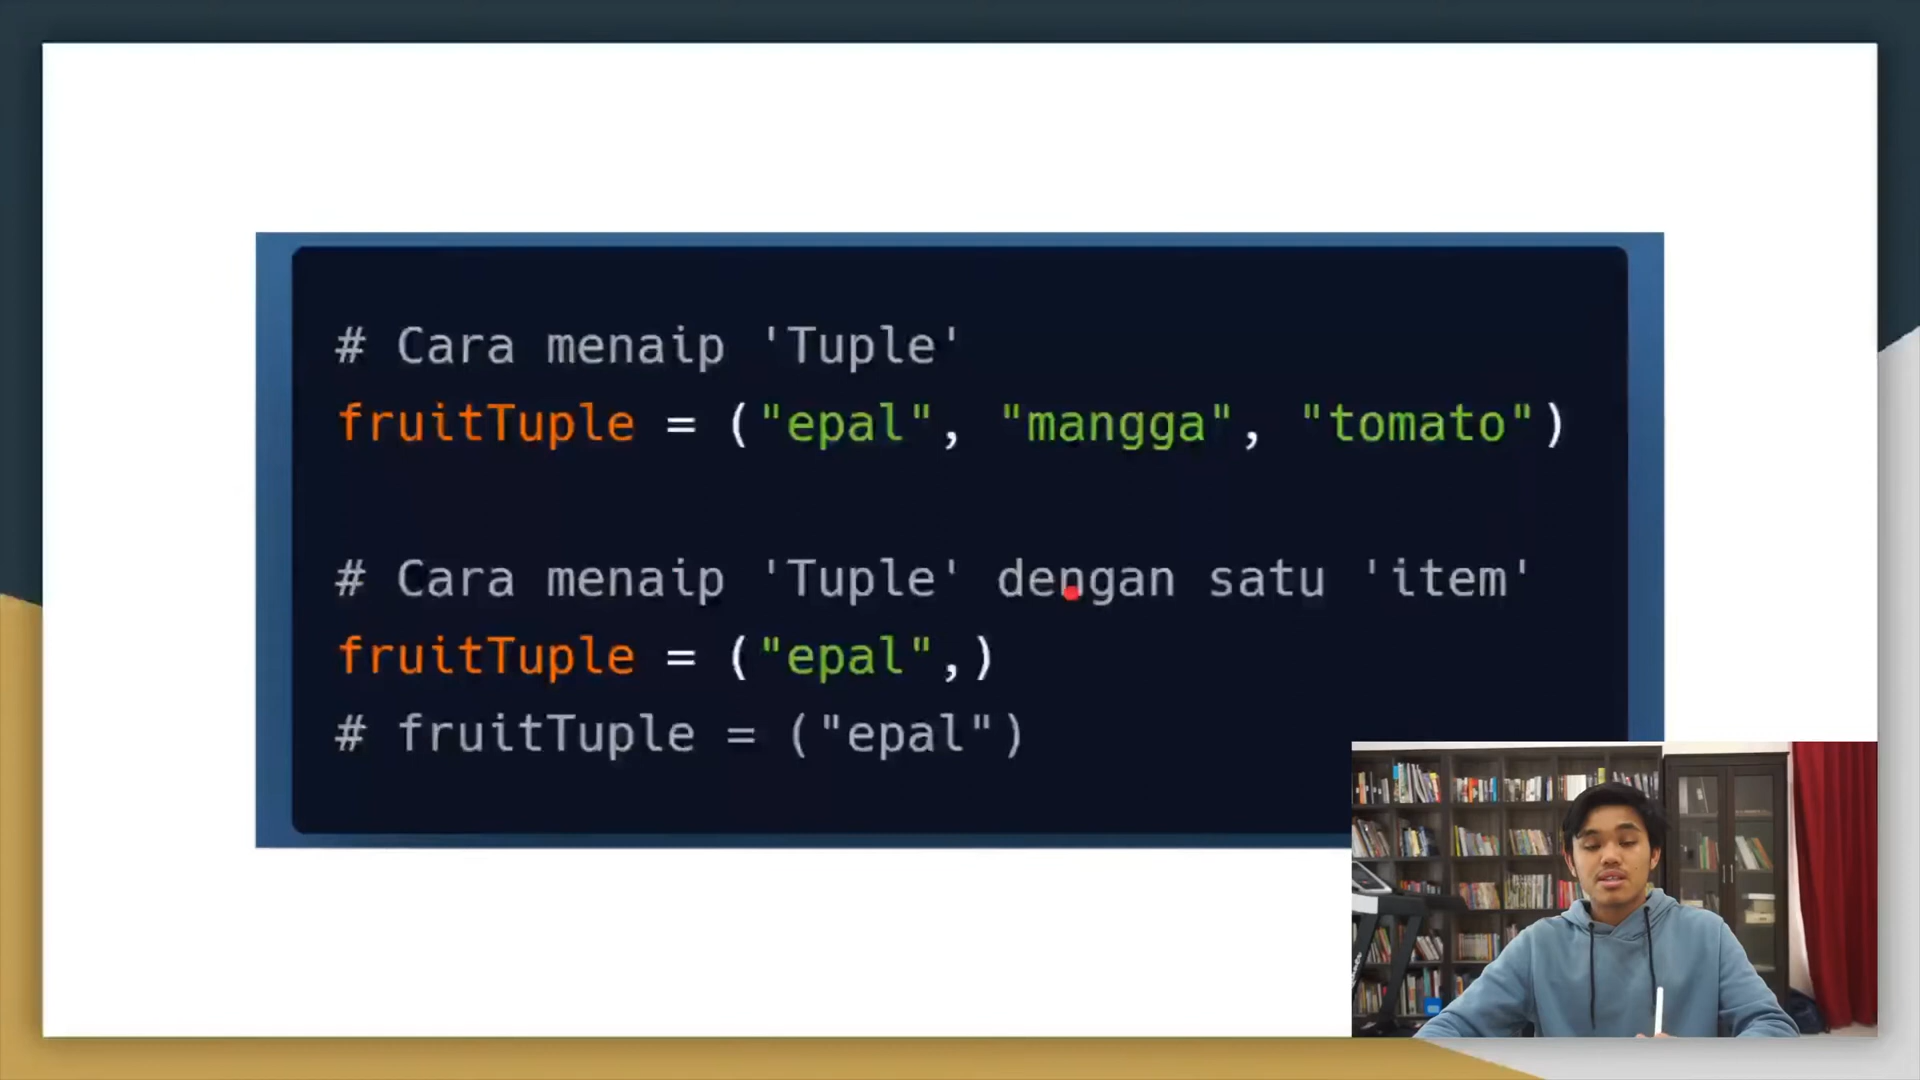 # Cara menaip 'Tuple'
fruitTuple = ("epal", "mangga", "tomato")
# Cara menaip 'Tuple' dengan satu 'item'
fruitTuple = ("epal",)
# fruitTuple = ("epal")